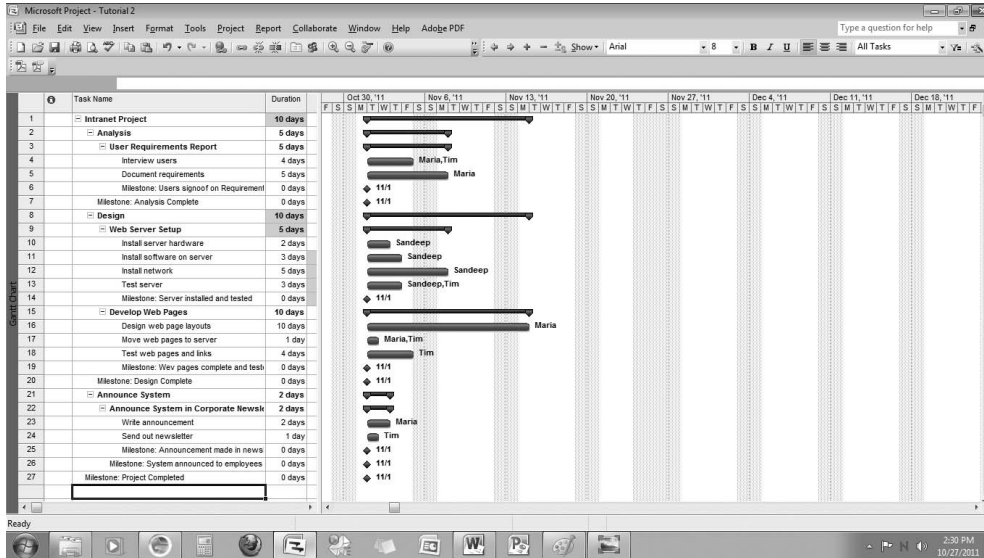 Microsoft Project - Tutorial 2
File Edit View Insert Format Tools Project Report Collaborate Window Help Adobe PDF
Type a question for help
Show Arial 8 B I U All Tasks
Task Name Duration
Oct 30, '11 Nov 6, '11 Nov 13, '11 Nov 20, '11 Nov 27, '11 Dec 4, '11 Dec 11, '11 Dec 18, '11
F S S M T W T F S S M T W T F S S M T W T F S S M T W T F S S M T W T F S S M T W T F S S M T W T F S S M T W T F
1 Intranet Project 10 days
2 Analysis 5 days
3 User Requirements Report 5 days
4 Interview users 4 days Maria,Tim
5 Document requirements 5 days Maria
6 Milestone: Users signoof on Requirement 0 days 11/1
7 Milestone: Analysis Complete 0 days 11/1
8 Design 10 days
9 Web Server Setup 5 days
10 Install server hardware 2 days Sandeep
11 Install software on server 3 days Sandeep
12 Install network 5 days Sandeep
13 Test server 3 days Sandeep,Tim
14 Milestone: Server installed and tested 0 days 11/1
15 Develop Web Pages 10 days
16 Design web page layouts 10 days Maria
17 Move web pages to server 1 day Maria,Tim
18 Test web pages and links 4 days Tim
19 Milestone: Wev pages complete and test 0 days 11/1
20 Milestone: Design Complete 0 days 11/1
21 Announce System 2 days
22 Announce System in Corporate Newsle 2 days
23 Write announcement 2 days Maria
24 Send out newsletter 1 day Tim
25 Milestone: Announcement made in news 0 days 11/1
26 Milestone: System announced to employees 0 days 11/1
27 Milestone: Project Completed 0 days 11/1
Gantt Chart
Ready
2:30 PM
10/27/2011